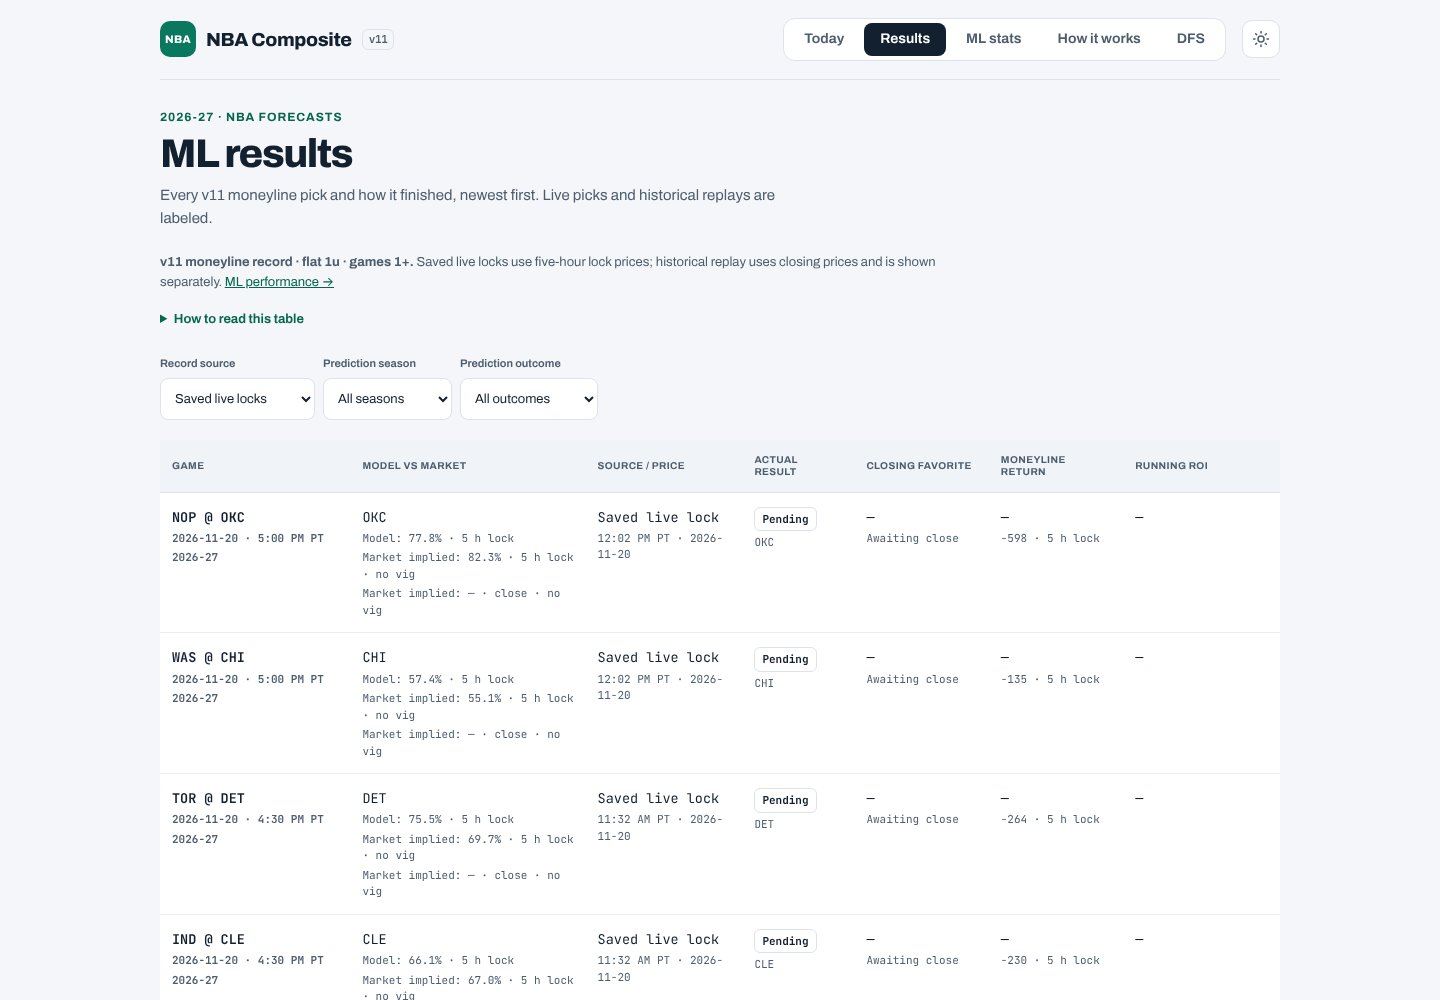 NBA NBA Composite v11 Today Results ML stats How it works DFS
2026-27 · NBA FORECASTS
ML results
Every v11 moneyline pick and how it finished, newest first. Live picks and historical replays are
labeled.
v11 moneyline record · flat 1u · games 1+. Saved live locks use five-hour lock prices; historical replay uses closing prices and is shown
separately. ML performance →
▶ How to read this table
Record source Prediction season Prediction outcome
Saved live locks All seasons All outcomes
GAME MODEL VS MARKET SOURCE / PRICE ACTUAL RESULT CLOSING FAVORITE MONEYLINE RETURN RUNNING ROI
NOP @ OKC OKC Saved live lock Pending — — —
2026-11-20 · 5:00 PM PT Model: 77.8% · 5 h lock 12:02 PM PT · 2026- OKC Awaiting close -598 · 5 h lock
2026-27 Market implied: 82.3% · 5 h lock 11-20
· no vig
Market implied: — · close · no
vig
WAS @ CHI CHI Saved live lock Pending — — —
2026-11-20 · 5:00 PM PT Model: 57.4% · 5 h lock 12:02 PM PT · 2026- CHI Awaiting close -135 · 5 h lock
2026-27 Market implied: 55.1% · 5 h lock 11-20
· no vig
Market implied: — · close · no
vig
TOR @ DET DET Saved live lock Pending — — —
2026-11-20 · 4:30 PM PT Model: 75.5% · 5 h lock 11:32 AM PT · 2026- DET Awaiting close -264 · 5 h lock
2026-27 Market implied: 69.7% · 5 h lock 11-20
· no vig
Market implied: — · close · no
vig
IND @ CLE CLE Saved live lock Pending — — —
2026-11-20 · 4:30 PM PT Model: 66.1% · 5 h lock 11:32 AM PT · 2026- CLE Awaiting close -230 · 5 h lock
2026-27 Market implied: 67.0% · 5 h lock 11-20
· no vig